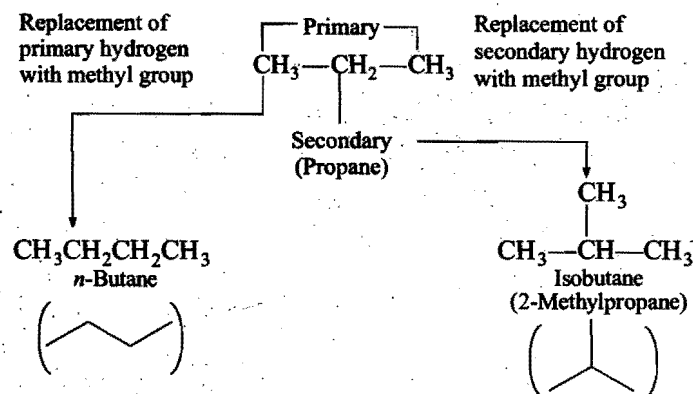 Replacement of
primary hydrogen
with methyl group
Primary
CH₃—CH₂—CH₃
Replacement of
secondary hydrogen
with methyl group
Secondary
(Propane)
CH₃CH₂CH₂CH₃
n-Butane
CH₃
CH₃—CH—CH₃
Isobutane
(2-Methylpropane)